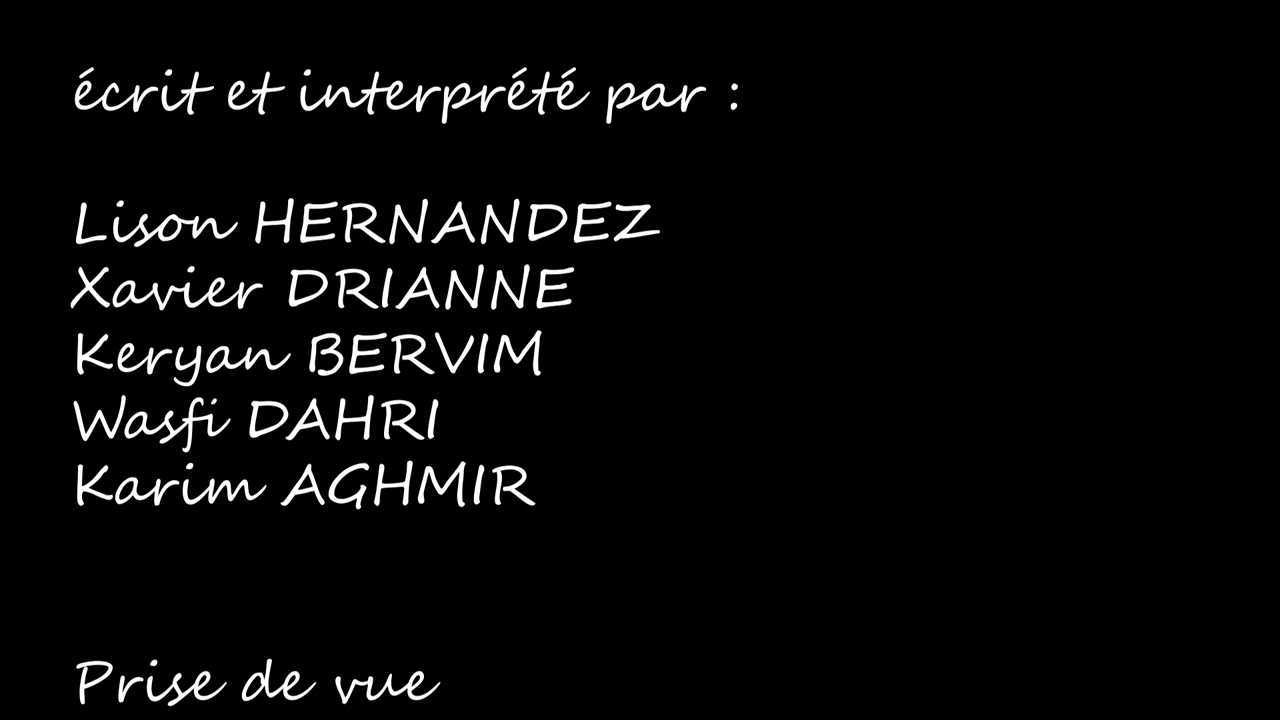 écrit et interprété par :
Lison HERNANDEZ
Xavier DRIANNE
Keryan BERVIM
Wasfi DAHRI
Karim AGHMIR
Prise de vue